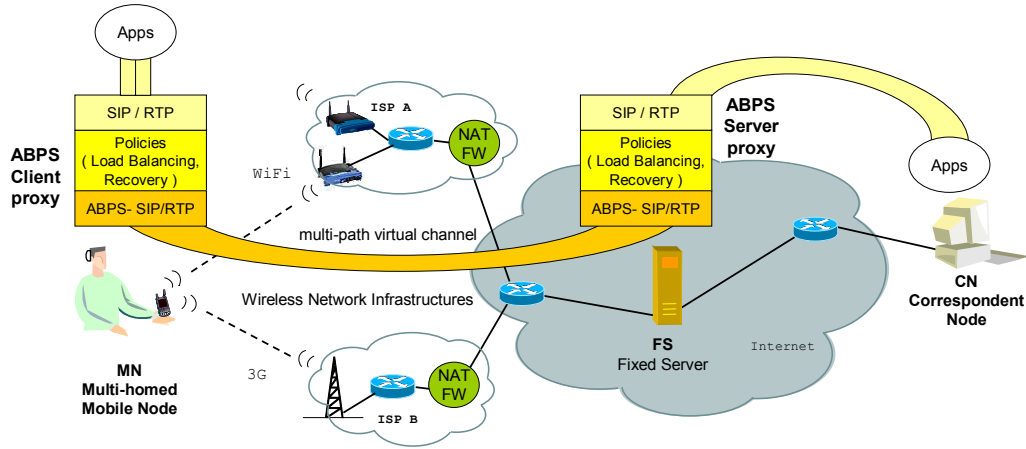 Apps
SIP / RTP
Policies
( Load Balancing,
Recovery )
ABPS- SIP/RTP
ABPS
Client
proxy
ISP A
NAT
FW
WiFi
multi-path virtual channel
Wireless Network Infrastructures
MN
Multi-homed
Mobile Node
3G
ISP B
NAT
FW
SIP / RTP
Policies
( Load Balancing,
Recovery )
ABPS- SIP/RTP
ABPS
Server
proxy
Apps
FS
Fixed Server
Internet
CN
Correspondent
Node